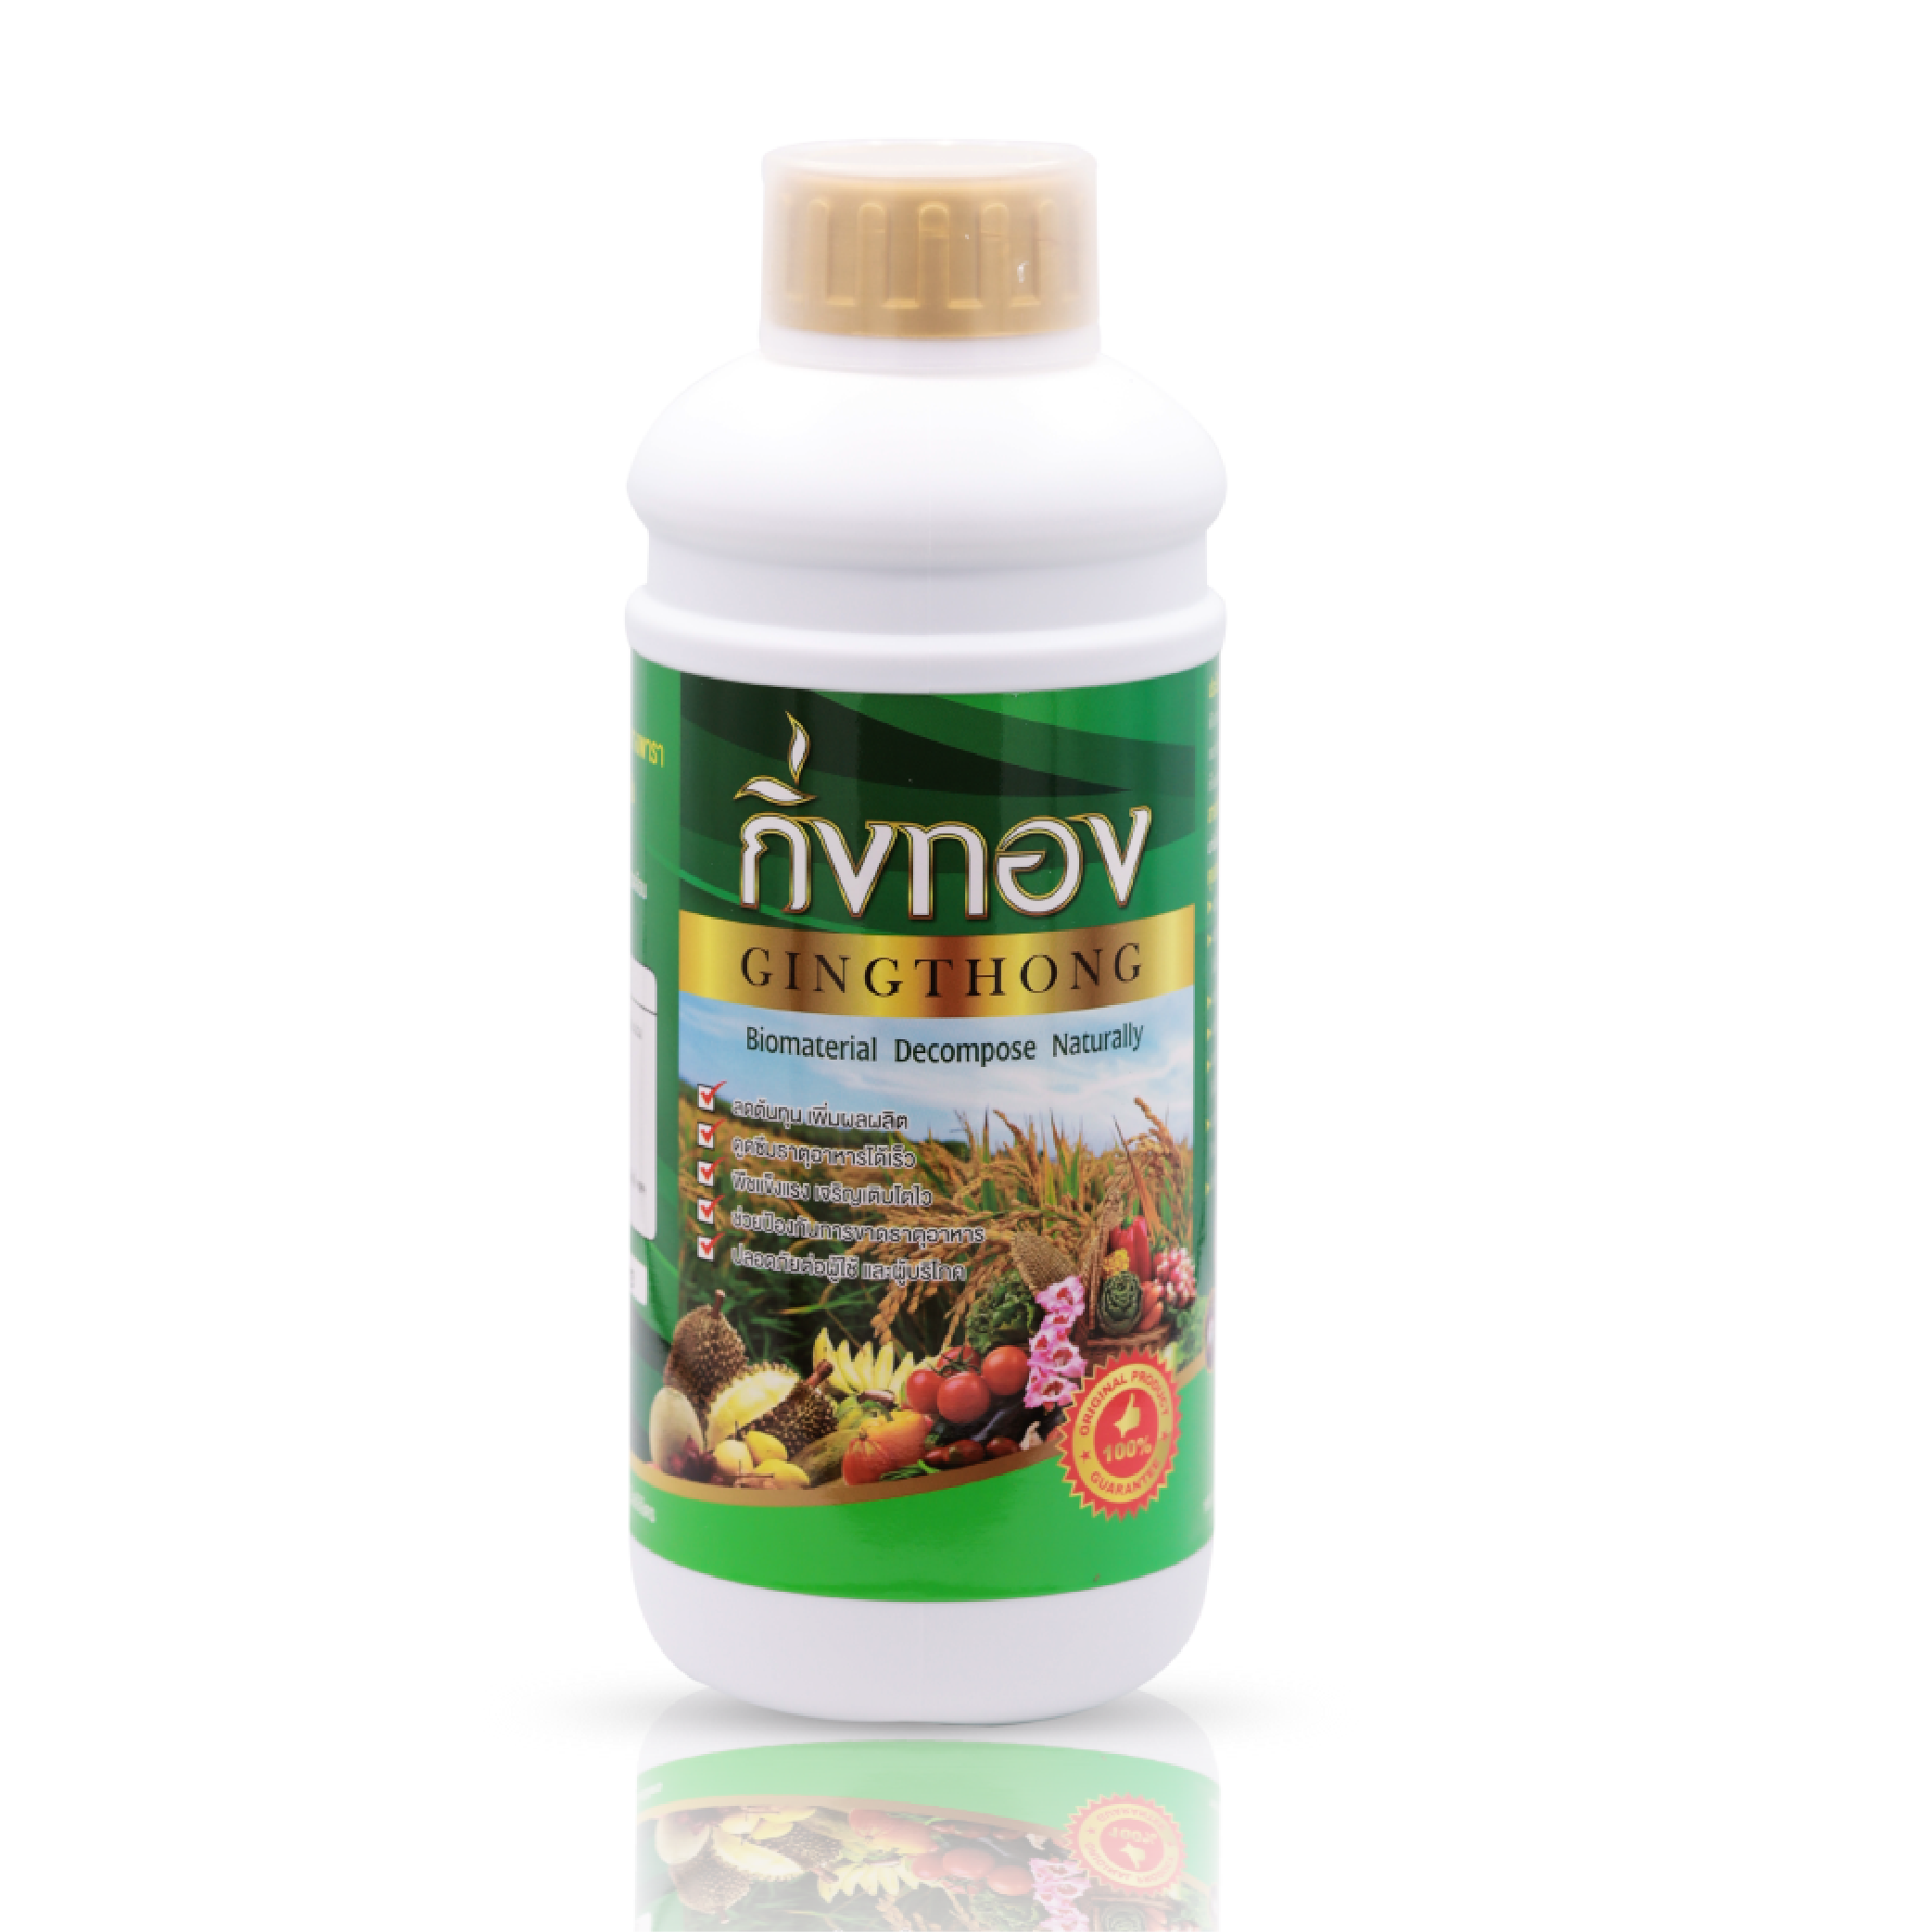 กิ่งทอง
GINGTHONG
Biomaterial Decompose Naturally
ลดต้นทุน เพิ่มผลผลิต
ดูดซึมธาตุอาหารได้เร็ว
พืชแข็งแรง เจริญเติบโตไว
ช่วยป้องกันการขาดธาตุอาหาร
ปลอดภัยต่อผู้ใช้ และผู้บริโภค
ORIGINAL PRODUCT
100%
GUARANTEE